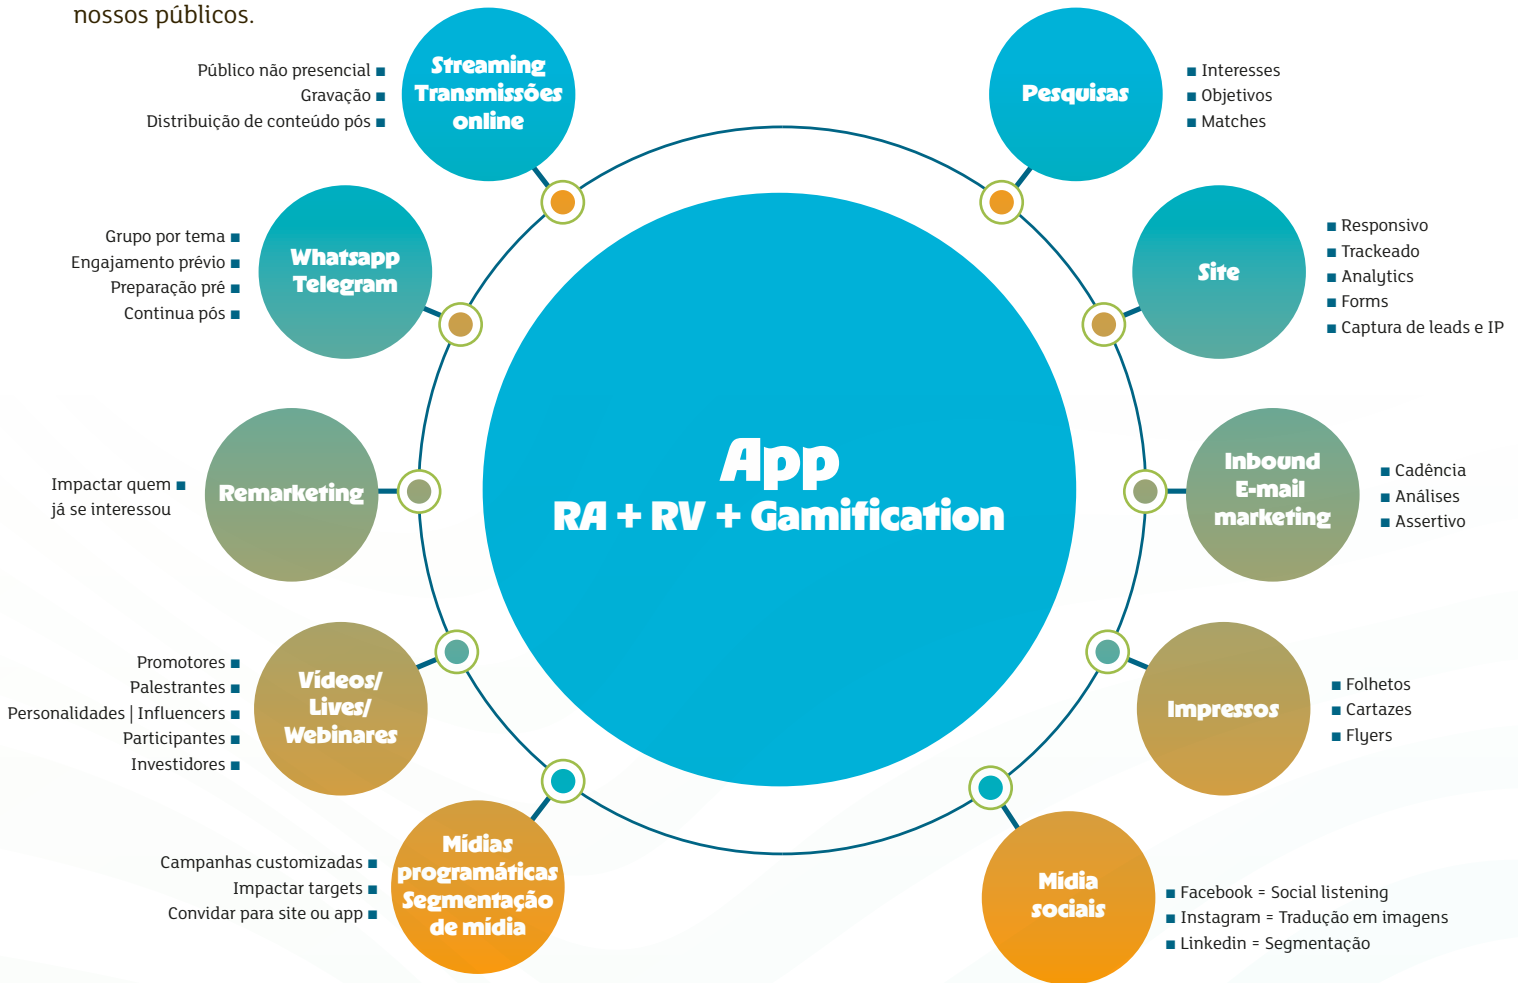 nossos públicos.
Streaming
Transmissões
online
Público não presencial
Gravação
Distribuição de conteúdo pós
Pesquisas
Interesses
Objetivos
Matches
Whatsapp
Telegram
Grupo por tema
Engajamento prévio
Preparação pré
Continua pós
Site
Responsivo
Trackeado
Analytics
Forms
Captura de leads e IP
App
RA + RV + Gamification
Remarketing
Impactar quem
já se interessou
Inbound
E-mail
marketing
Cadência
Análises
Assertivo
Vídeos/
Lives/
Webinares
Promotores
Palestrantes
Personalidades | Influencers
Participantes
Investidores
Impressos
Folhetos
Cartazes
Flyers
Mídias
programáticas
Segmentação
de mídia
Campanhas customizadas
Impactar targets
Convidar para site ou app
Mídia
sociais
Facebook = Social listening
Instagram = Tradução em imagens
Linkedin = Segmentação